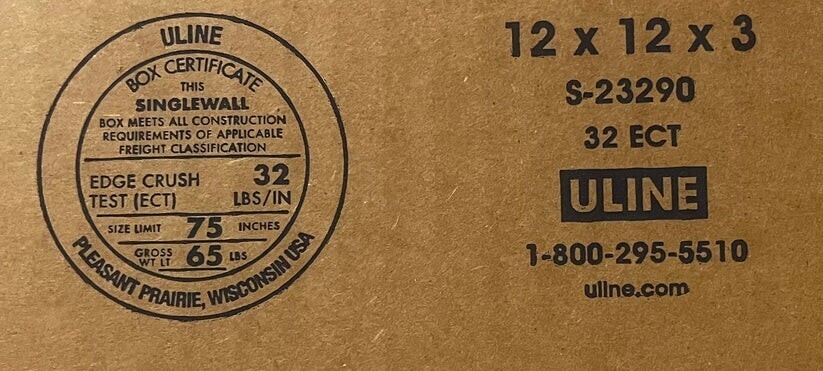 ULINE
BOX CERTIFICATE
THIS
SINGLEWALL
BOX MEETS ALL CONSTRUCTION
REQUIREMENTS OF APPLICABLE
FREIGHT CLASSIFICATION
EDGE CRUSH 32
TEST (ECT) LBS/IN
SIZE LIMIT 75 INCHES
GROSS
WT LT 65 LBS
PLEASANT PRAIRIE, WISCONSIN USA
12 x 12 x 3
S-23290
32 ECT
ULINE
1-800-295-5510
uline.com